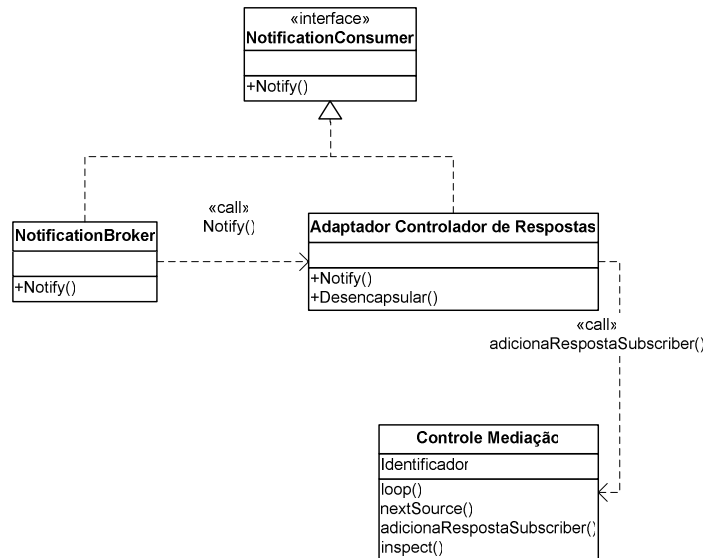 «interface»
NotificationConsumer
+Notify()
«call»
Notify()
NotificationBroker
+Notify()
Adaptador Controlador de Respostas
+Notify()
+Desencapsular()
«call»
adicionaRespostaSubscriber()
Controle Mediação
Identificador
loop()
nextSource()
adicionaRespostaSubscriber()
inspect()